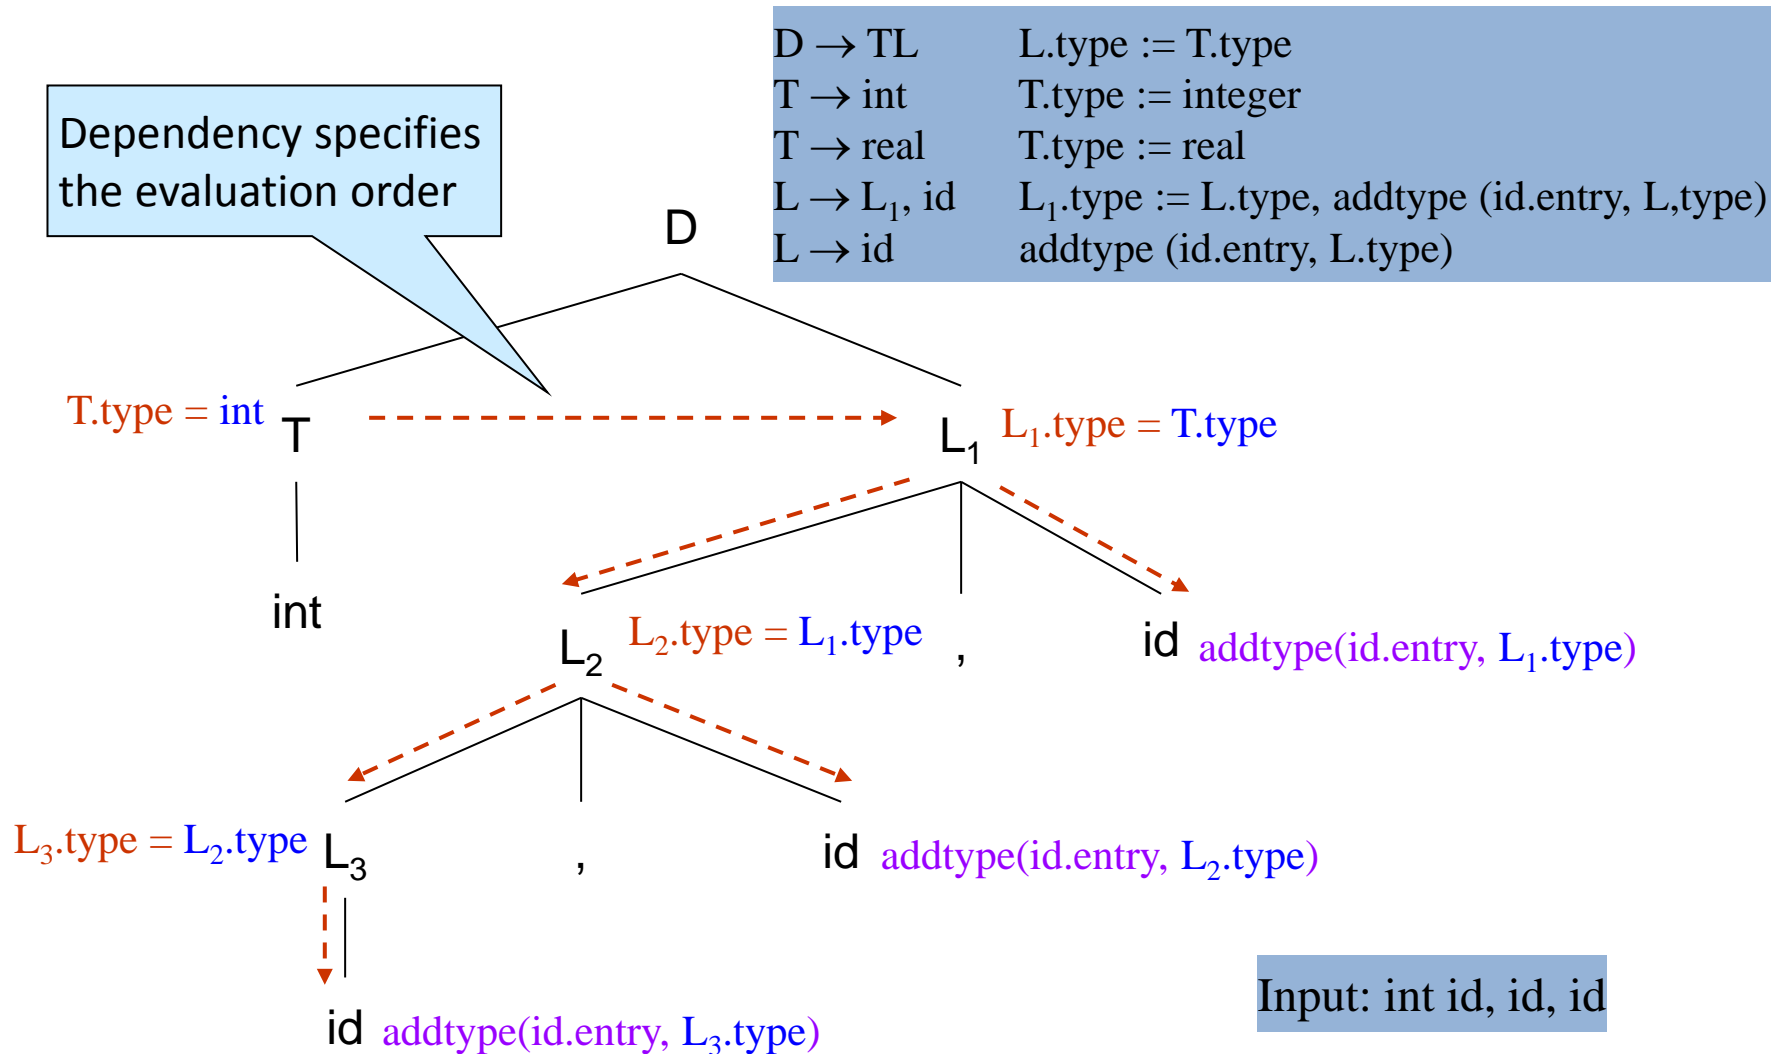 D → TL L.type := T.type
T → int T.type := integer
T → real T.type := real
L → L₁, id L₁.type := L.type, addtype (id.entry, L,type)
L → id addtype (id.entry, L.type)
Dependency specifies
the evaluation order
D
T.type = int T
L₁ L₁.type = T.type
int
L₂ L₂.type = L₁.type
,
id addtype(id.entry, L₁.type)
L₃.type = L₂.type L₃
,
id addtype(id.entry, L₂.type)
id addtype(id.entry, L₃.type)
Input: int id, id, id